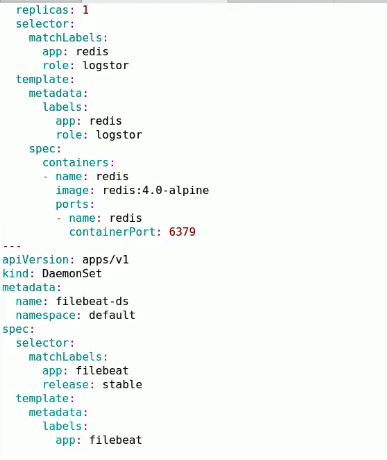 replicas: 1
  selector:
    matchLabels:
      app: redis
      role: logstor
  template:
    metadata:
      labels:
        app: redis
        role: logstor
    spec:
      containers:
      - name: redis
        image: redis:4.0-alpine
        ports:
        - name: redis
          containerPort: 6379
---
apiVersion: apps/v1
kind: DaemonSet
metadata:
  name: filebeat-ds
  namespace: default
spec:
  selector:
    matchLabels:
      app: filebeat
      release: stable
  template:
    metadata:
      labels:
        app: filebeat